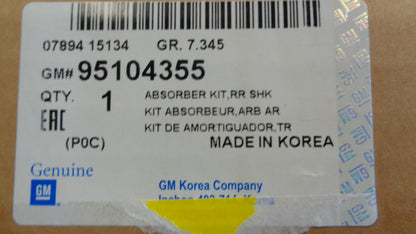 07894 15134 GR. 7.345
GM# 95104355
QTY. 1 ABSORBER KIT,RR SHK
KIT ABSORBEUR,ARB AR
EAC KIT DE AMORTIGUADOR,TR
(P0C) MADE IN KOREA
Genuine
GM
GM Korea Company